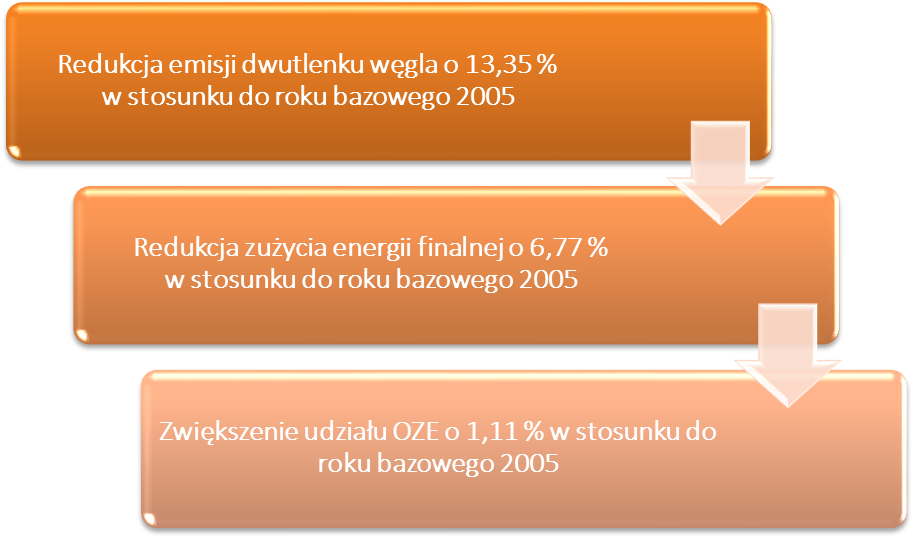 Redukcja emisji dwutlenku węgla o 13,35 %
w stosunku do roku bazowego 2005
Redukcja zużycia energii finalnej o 6,77 %
w stosunku do roku bazowego 2005
Zwiększenie udziału OZE o 1,11 % w stosunku do
roku bazowego 2005